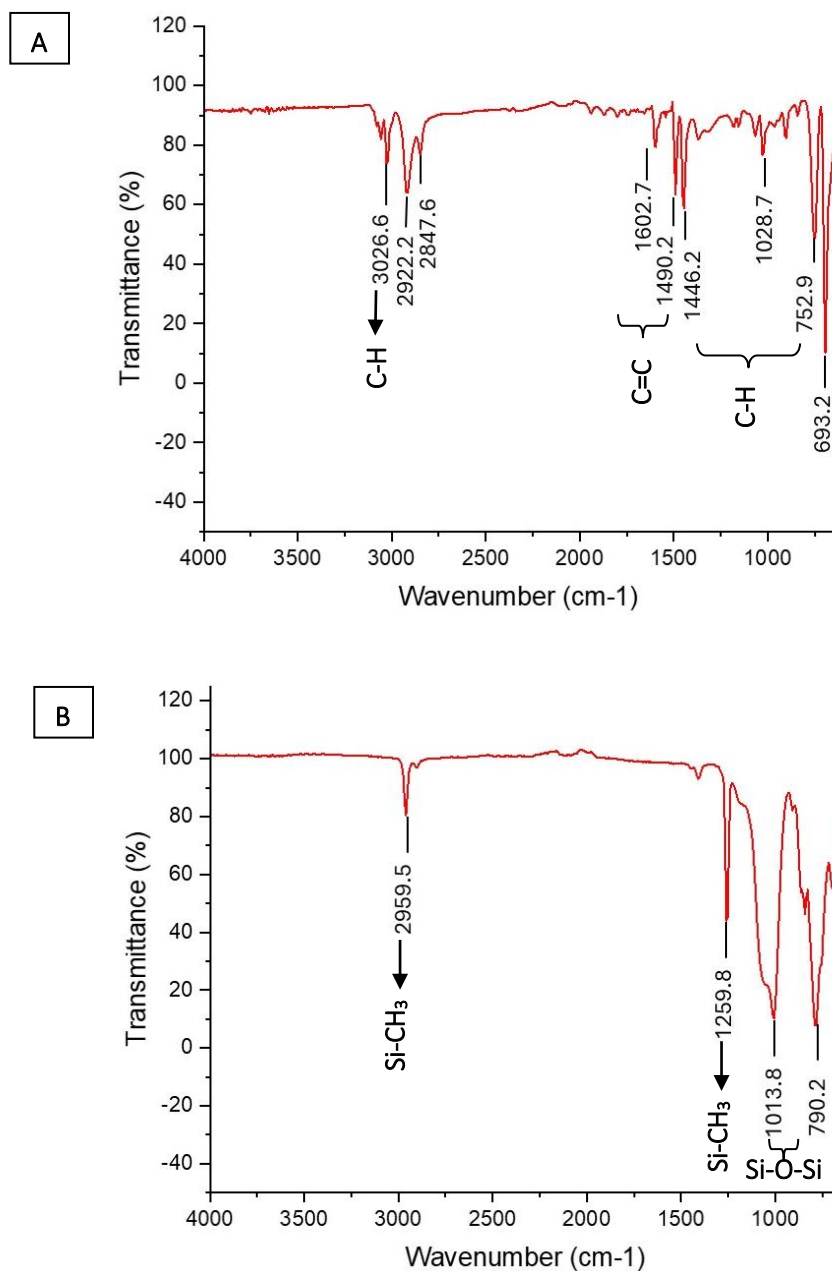 A
120
100
80
60
40
20
0
-20
-40
Transmittance (%)
3026.6
2922.2
2847.6
1602.7
1490.2
1446.2
1028.7
752.9
693.2
C-H
C=C
C-H
4000 3500 3000 2500 2000 1500 1000
Wavenumber (cm-1)
B
120
100
80
60
40
20
0
-20
-40
Transmittance (%)
2959.5
1259.8
1013.8
790.2
Si-CH₃
Si-CH₃
Si-O-Si
4000 3500 3000 2500 2000 1500 1000
Wavenumber (cm-1)